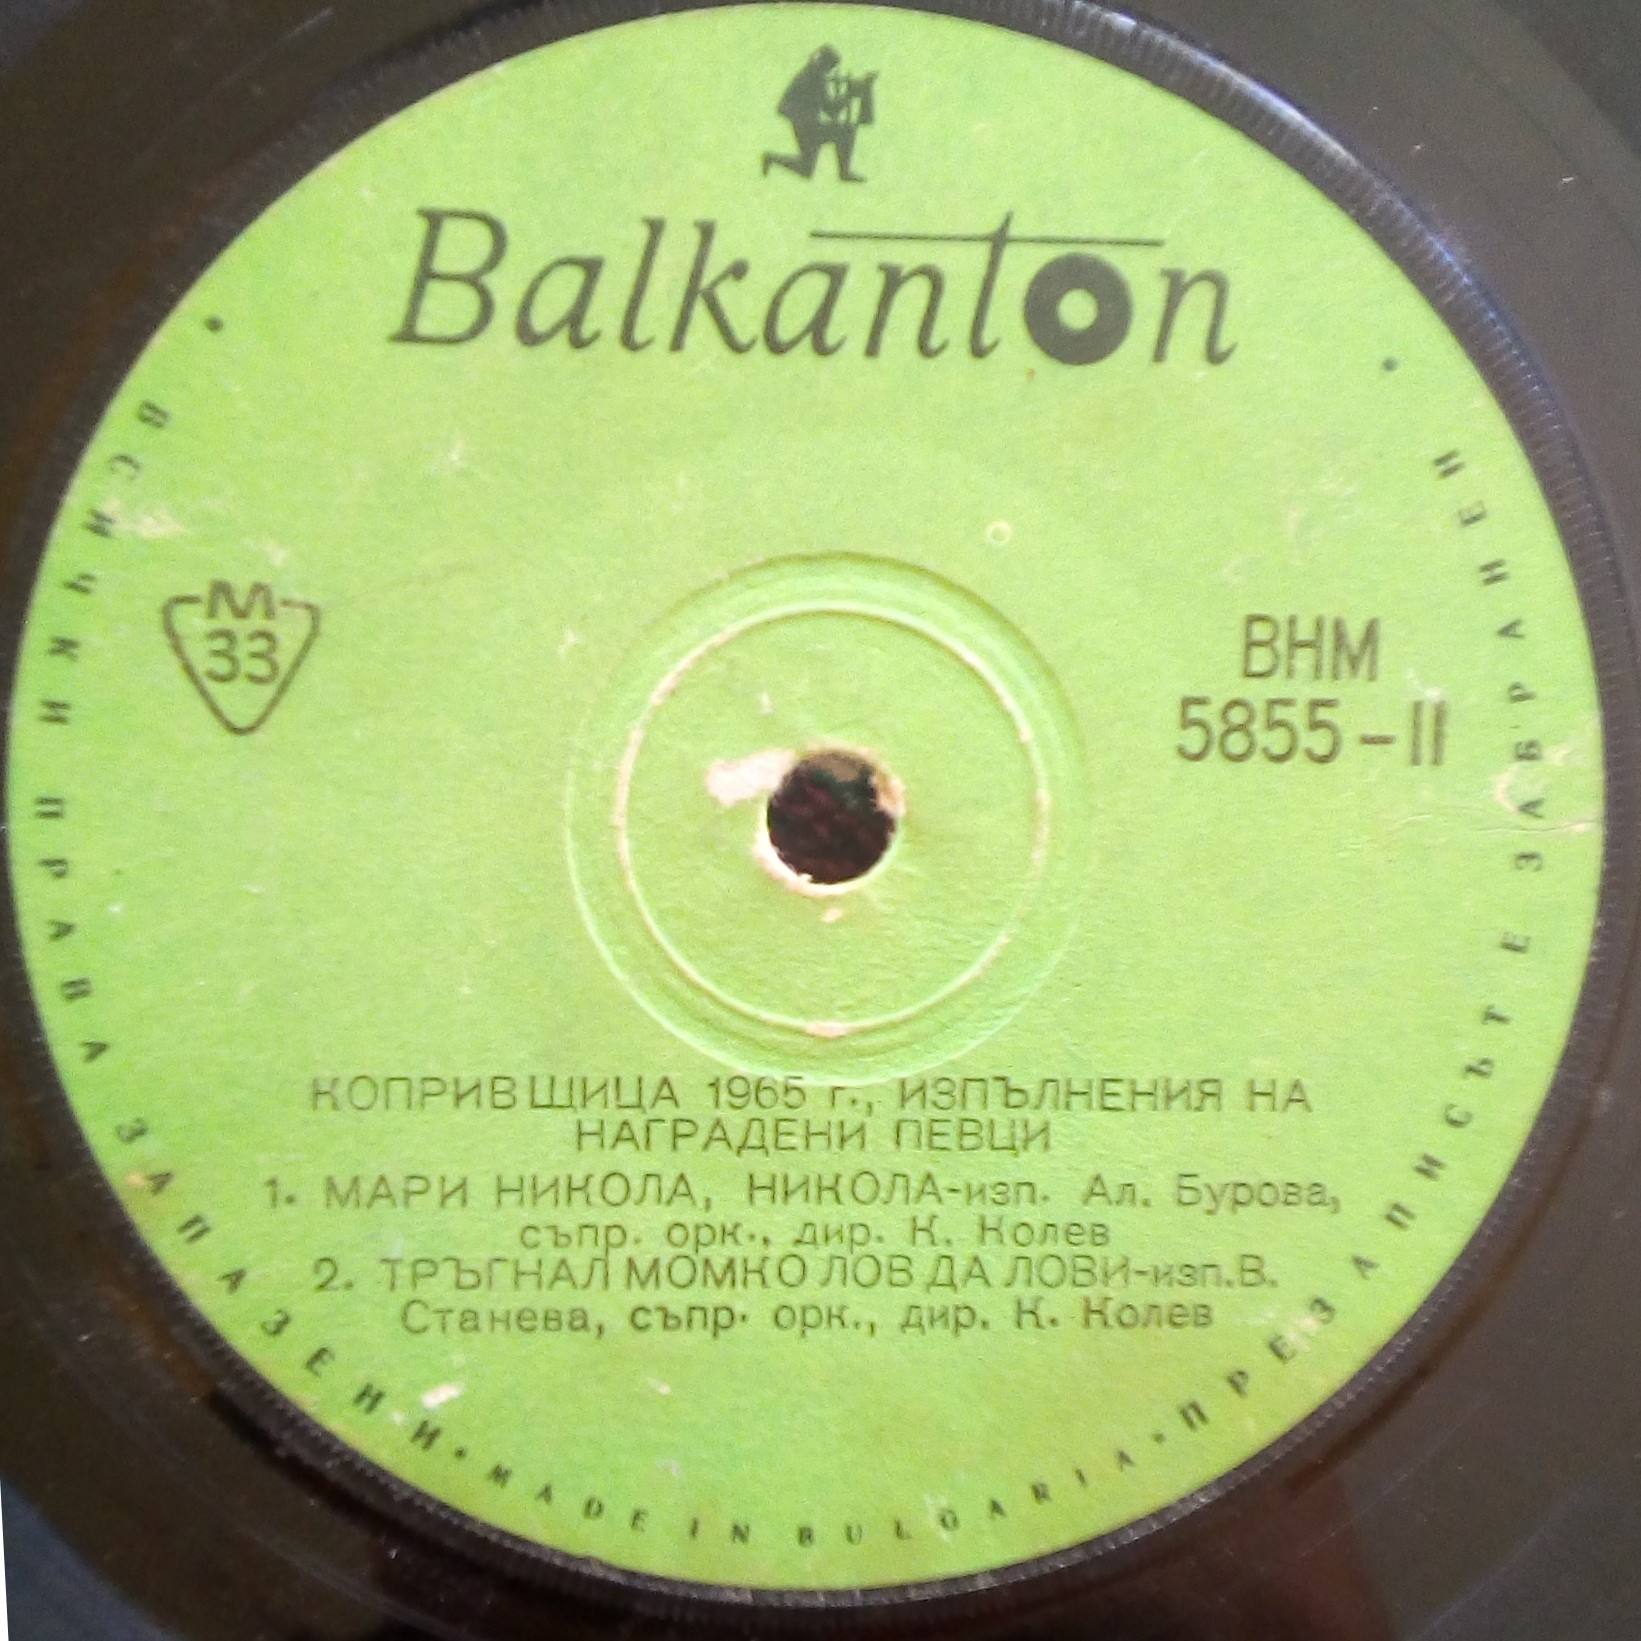 Balkanton
М
33
ВНМ
5855-II
КОПРИВЩИЦА 1965 г., ИЗПЪЛНЕНИЯ НА
НАГРАДЕНИ ПЕВЦИ
1. МАРИ НИКОЛА, НИКОЛА-изп. Ал. Бурова,
съпр. орк., дир. К. Колев
2. ТРЪГНАЛ МОМКО ЛОВ ДА ЛОВИ-изп.В.
Станева, съпр. орк., дир. К. Колев
• ВСИЧКИ ПРАВА ЗАПАЗЕНИ • MADE IN BULGARIA • ПРЕЗАПИСЪТ Е ЗАБРАНЕН •